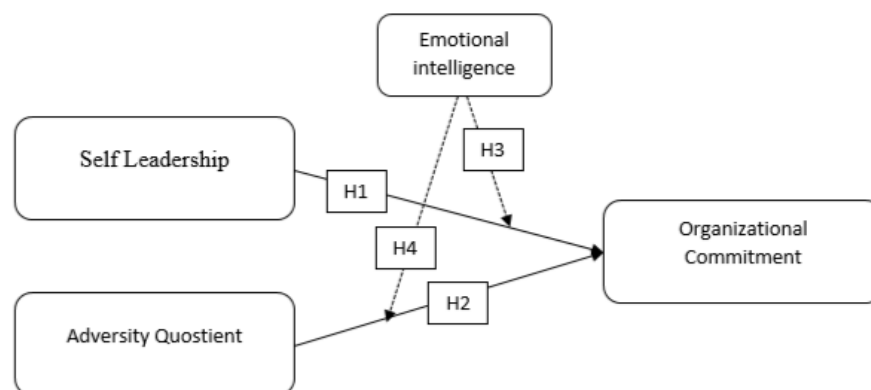 Emotional
intelligence
Self Leadership
H1
H3
Organizational
Commitment
H4
H2
Adversity Quostient